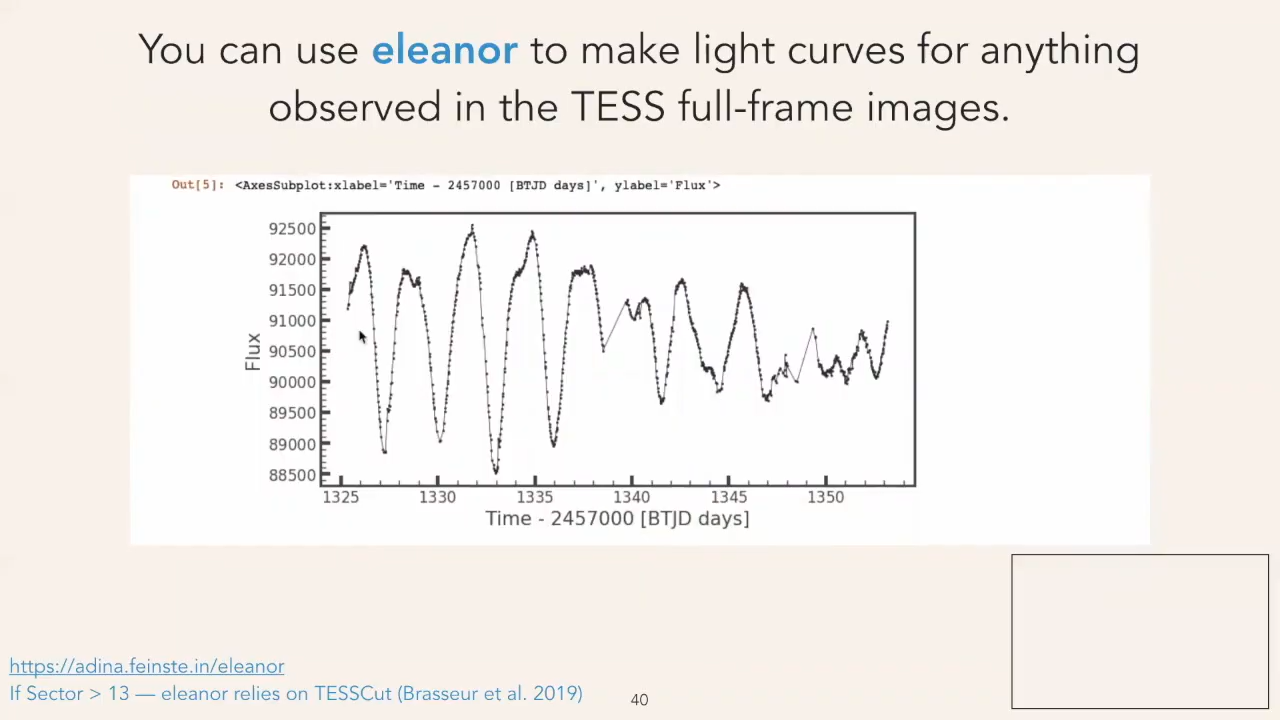 You can use eleanor to make light curves for anything
observed in the TESS full-frame images.
Out[5]: <AxesSubplot:xlabel='Time - 2457000 [BTJD days]', ylabel='Flux'>
92500
92000
91500
91000
90500
90000
89500
89000
88500
Flux
1325 1330 1335 1340 1345 1350
Time - 2457000 [BTJD days]
https://adina.feinste.in/eleanor
If Sector > 13 — eleanor relies on TESSCut (Brasseur et al. 2019)
40